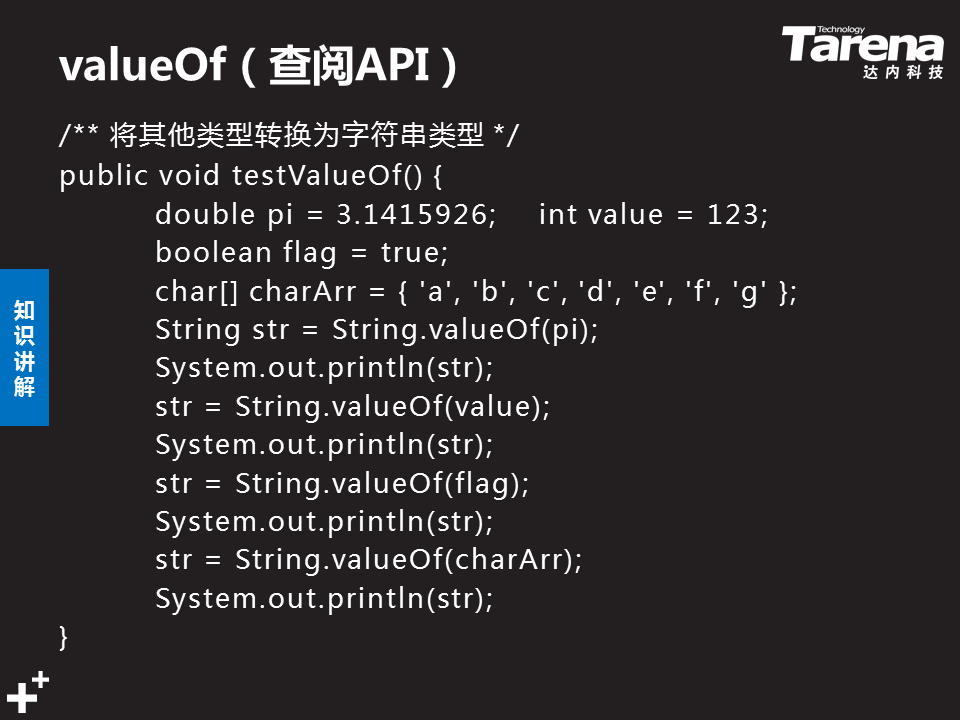 valueOf（查阅API）
Technology
Tarena
达内科技
/** 将其他类型转换为字符串类型 */
public void testValueOf() {
double pi = 3.1415926; int value = 123;
boolean flag = true;
char[] charArr = { 'a', 'b', 'c', 'd', 'e', 'f', 'g' };
String str = String.valueOf(pi);
System.out.println(str);
str = String.valueOf(value);
System.out.println(str);
str = String.valueOf(flag);
System.out.println(str);
str = String.valueOf(charArr);
System.out.println(str);
}
知识讲解